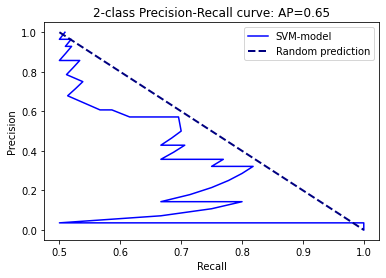 2-class Precision-Recall curve: AP=0.65
SVM-model
Random prediction
Precision
1.0
0.8
0.6
0.4
0.2
0.0
0.5 0.6 0.7 0.8 0.9 1.0
Recall